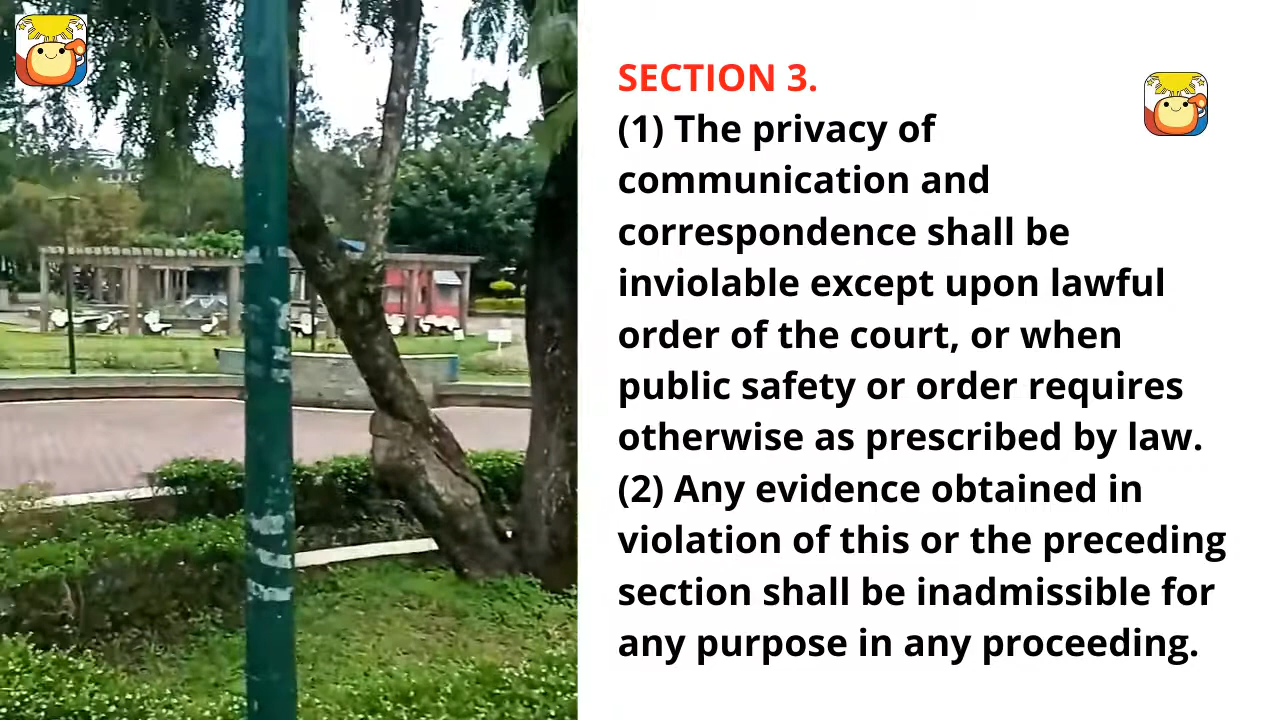 SECTION 3.
(1) The privacy of
communication and
correspondence shall be
inviolable except upon lawful
order of the court, or when
public safety or order requires
otherwise as prescribed by law.
(2) Any evidence obtained in
violation of this or the preceding
section shall be inadmissible for
any purpose in any proceeding.